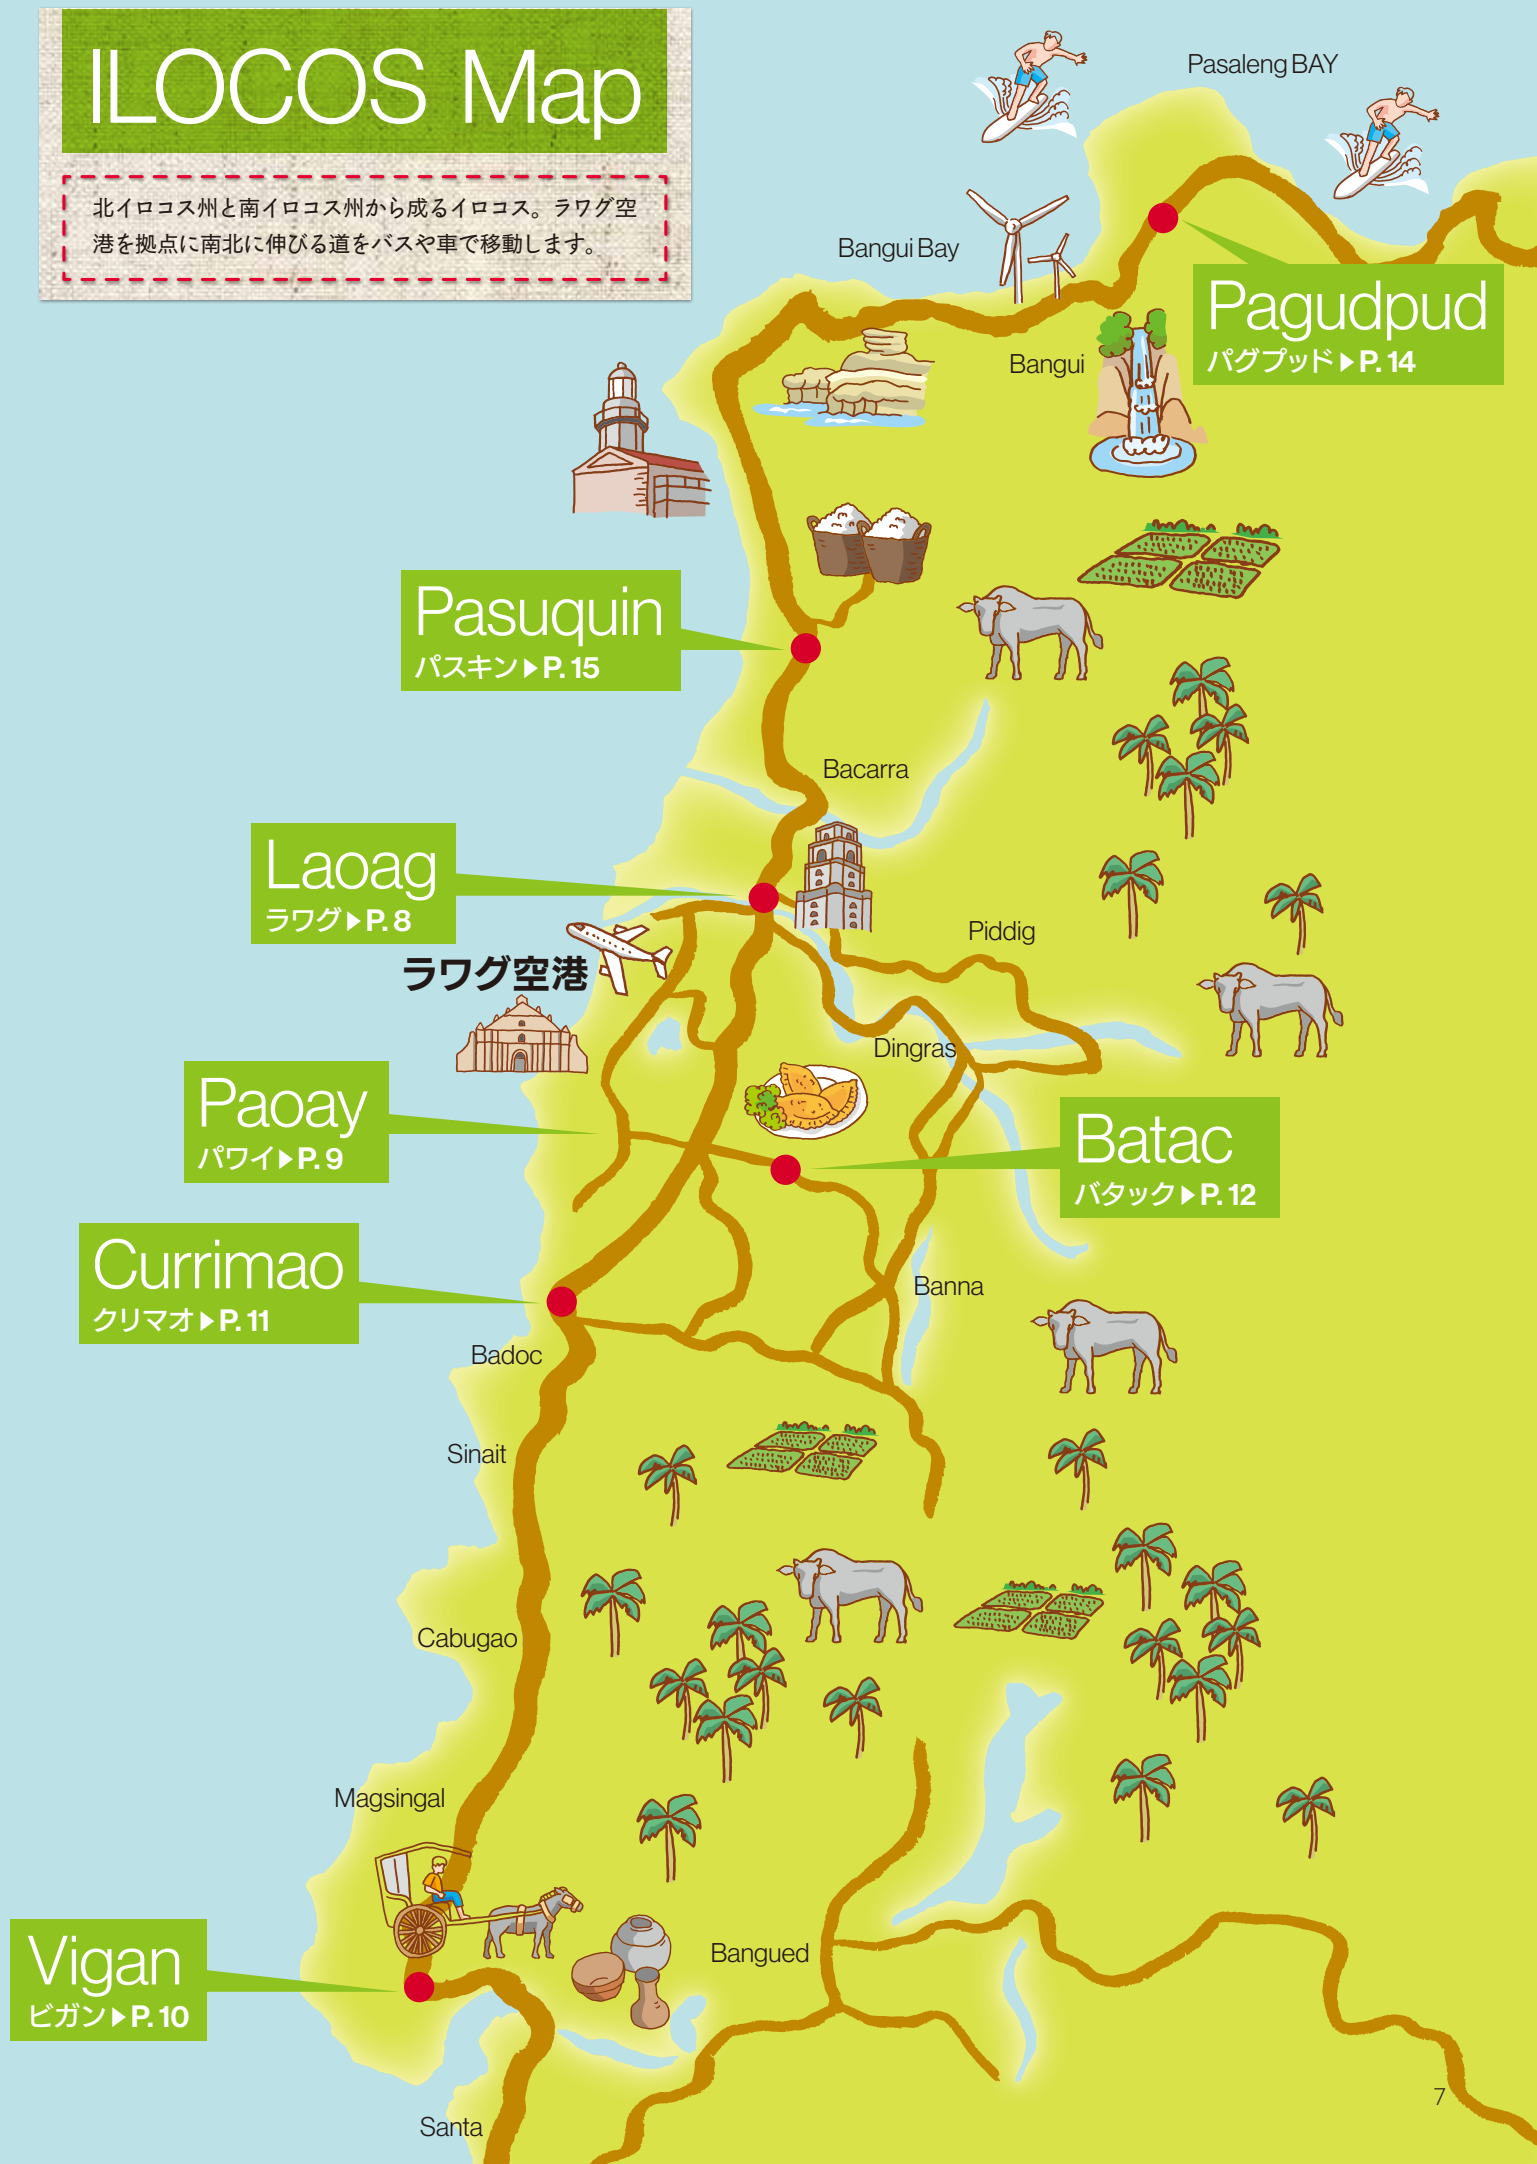 ILOCOS Map
北イロコス州と南イロコス州から成るイロコス。ラワグ空
港を拠点に南北に伸びる道をバスや車で移動します。
Pasaleng BAY
Bangui Bay
Pagudpud
パグプッド▶P. 14
Bangui
Pasuquin
パスキン▶P. 15
Bacarra
Laoag
ラワグ▶P. 8
Piddig
ラワグ空港
Dingras
Paoay
パワイ▶P. 9
Batac
バタック▶P. 12
Currimao
クリマオ▶P. 11
Banna
Badoc
Sinait
Cabugao
Magsingal
Vigan
ビガン▶P. 10
Bangued
Santa
7